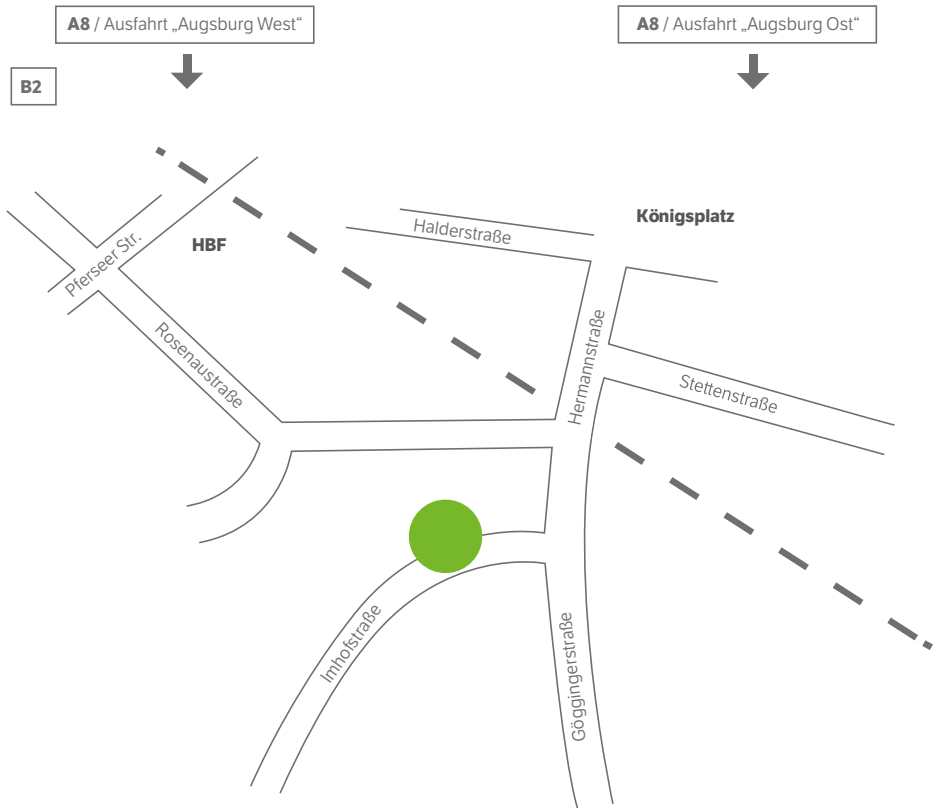 A8 / Ausfahrt „Augsburg West“
A8 / Ausfahrt „Augsburg Ost“
B2
Königsplatz
Halderstraße
HBF
Pferseer Str.
Rosenaustraße
Hermannstraße
Stettenstraße
Imhofstraße
Göggingerstraße